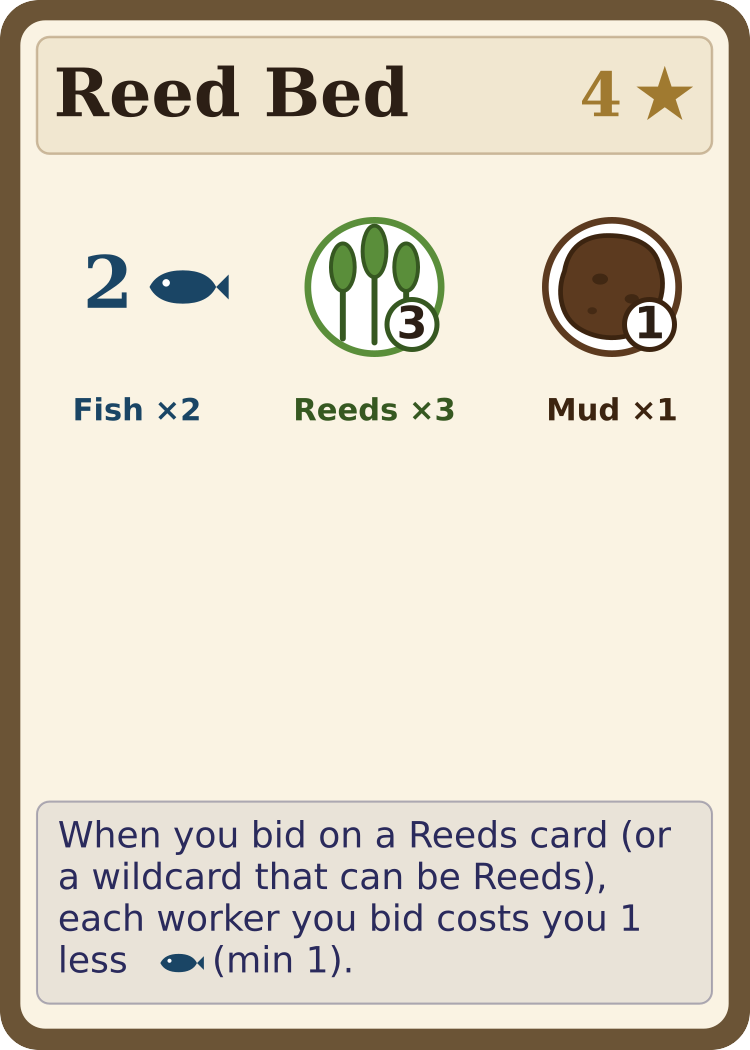 Reed Bed 4
2 3 1
Fish ×2 Reeds ×3 Mud ×1
When you bid on a Reeds card (or
a wildcard that can be Reeds),
each worker you bid costs you 1
less (min 1).